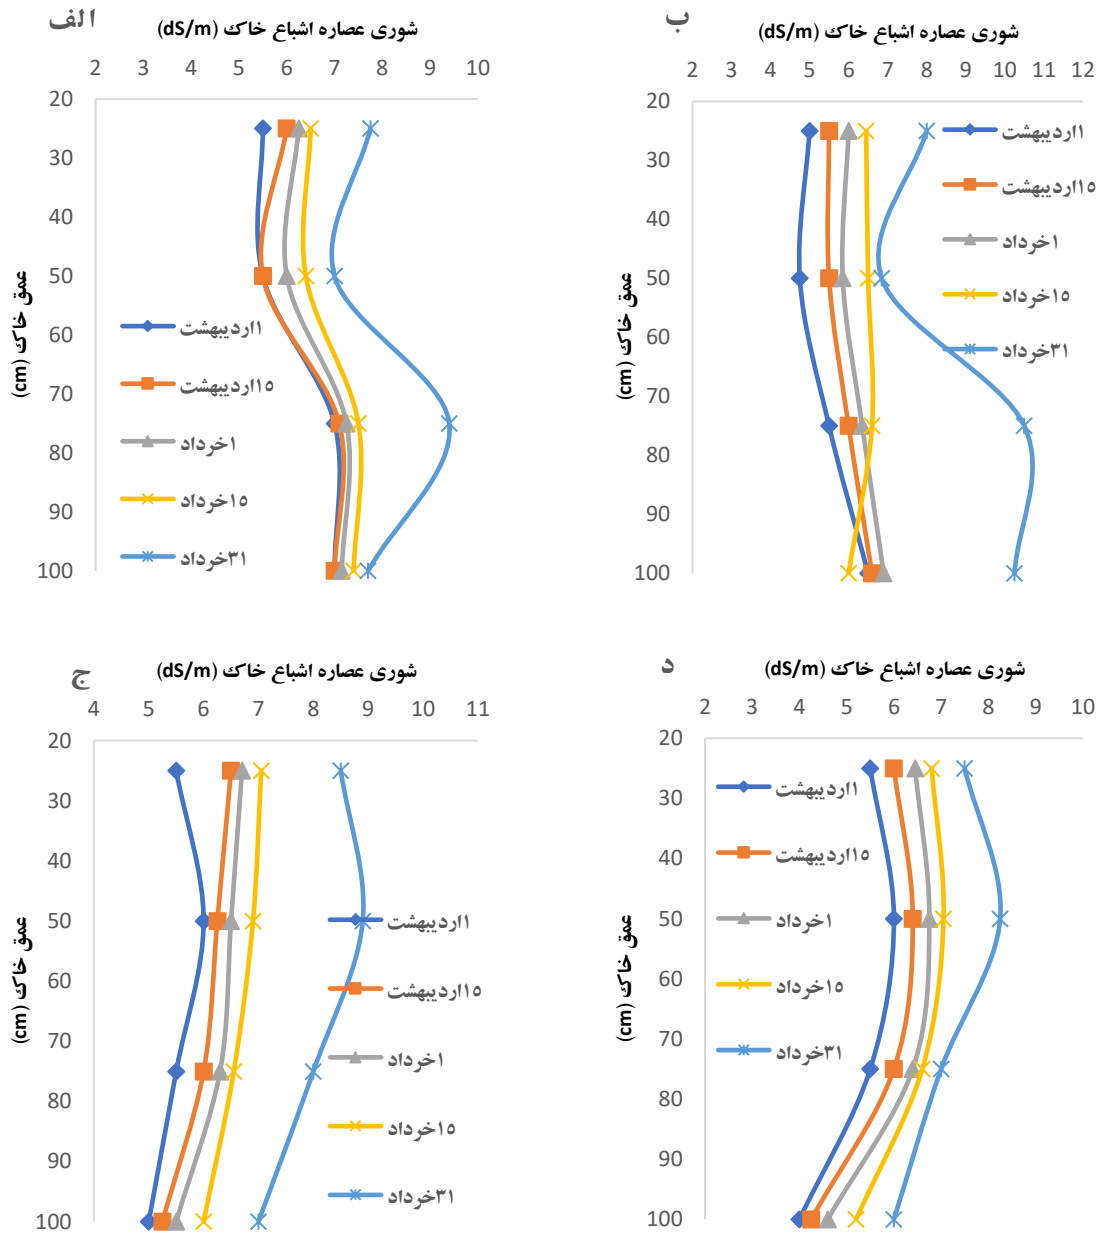 الف
شوری عصاره اشباع خاک (dS/m)
2 3 4 5 6 7 8 9 10
20
30
40
50
60
70
80
90
100
عمق خاک (cm)
۱اردیبهشت
۱۵اردیبهشت
۱خرداد
۱۵خرداد
۳۱خرداد
ب
شوری عصاره اشباع خاک (dS/m)
2 3 4 5 6 7 8 9 10 11 12
20
30
40
50
60
70
80
90
100
عمق خاک (cm)
۱اردیبهشت
۱۵اردیبهشت
۱خرداد
۱۵خرداد
۳۱خرداد
ج
شوری عصاره اشباع خاک (dS/m)
4 5 6 7 8 9 10 11
20
30
40
50
60
70
80
90
100
عمق خاک (cm)
۱اردیبهشت
۱۵اردیبهشت
۱خرداد
۱۵خرداد
۳۱خرداد
د
شوری عصاره اشباع خاک (dS/m)
2 3 4 5 6 7 8 9 10
20
30
40
50
60
70
80
90
100
عمق خاک (cm)
۱اردیبهشت
۱۵اردیبهشت
۱خرداد
۱۵خرداد
۳۱خرداد